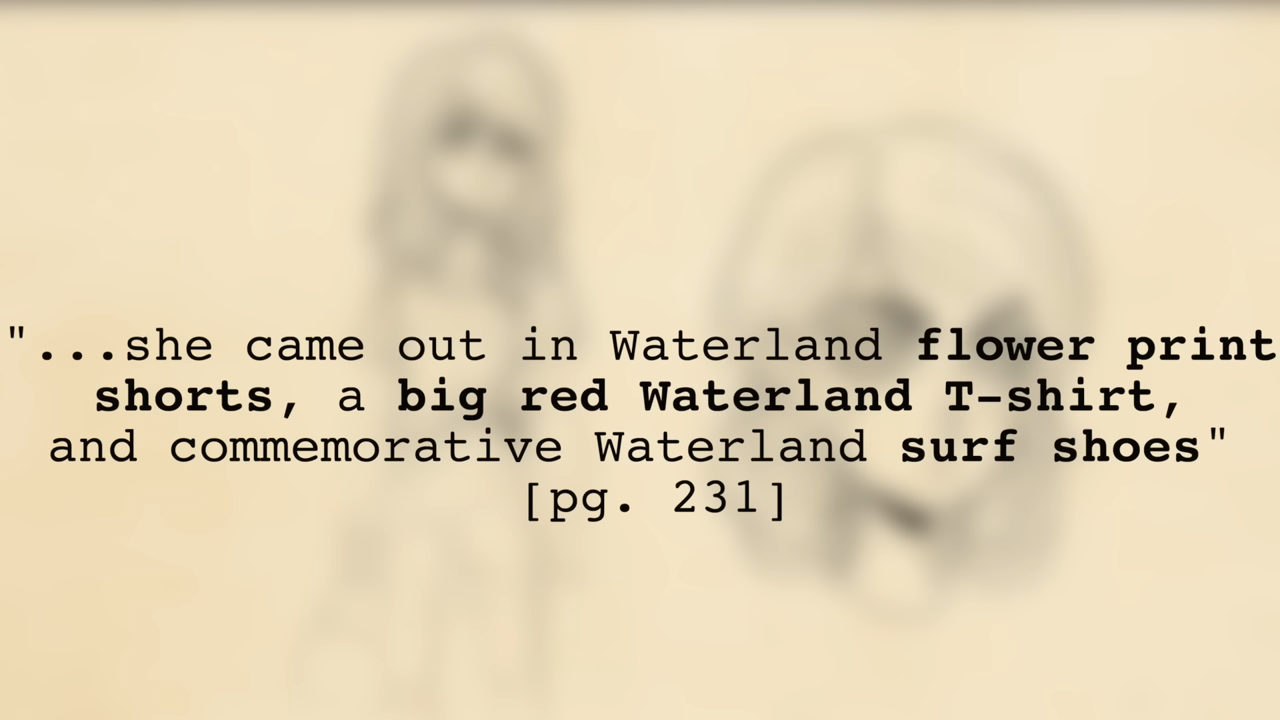 "...she came out in Waterland flower print
shorts, a big red Waterland T-shirt,
and commemorative Waterland surf shoes"
[pg. 231]